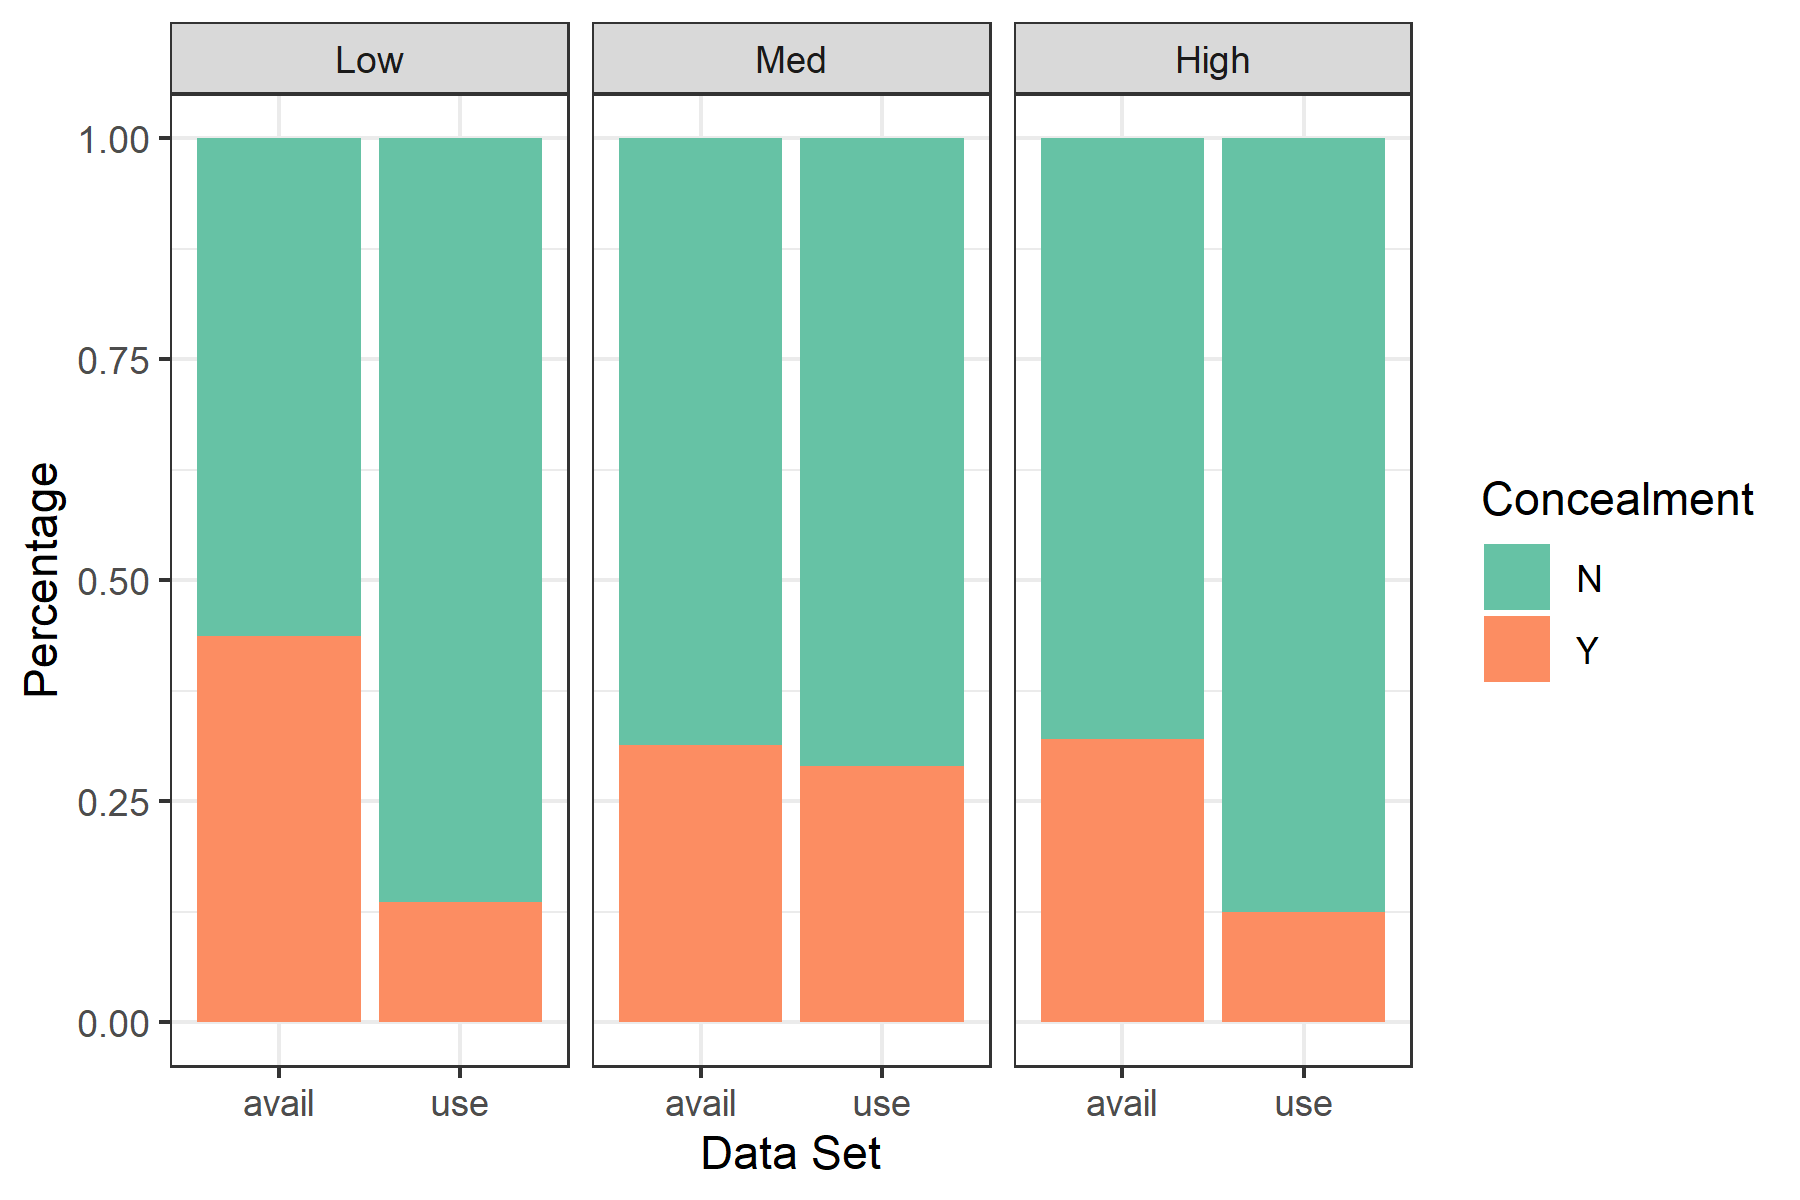 Low Med High
1.00
0.75
0.50
0.25
0.00
Percentage
avail use avail use avail use
Data Set
Concealment
N
Y